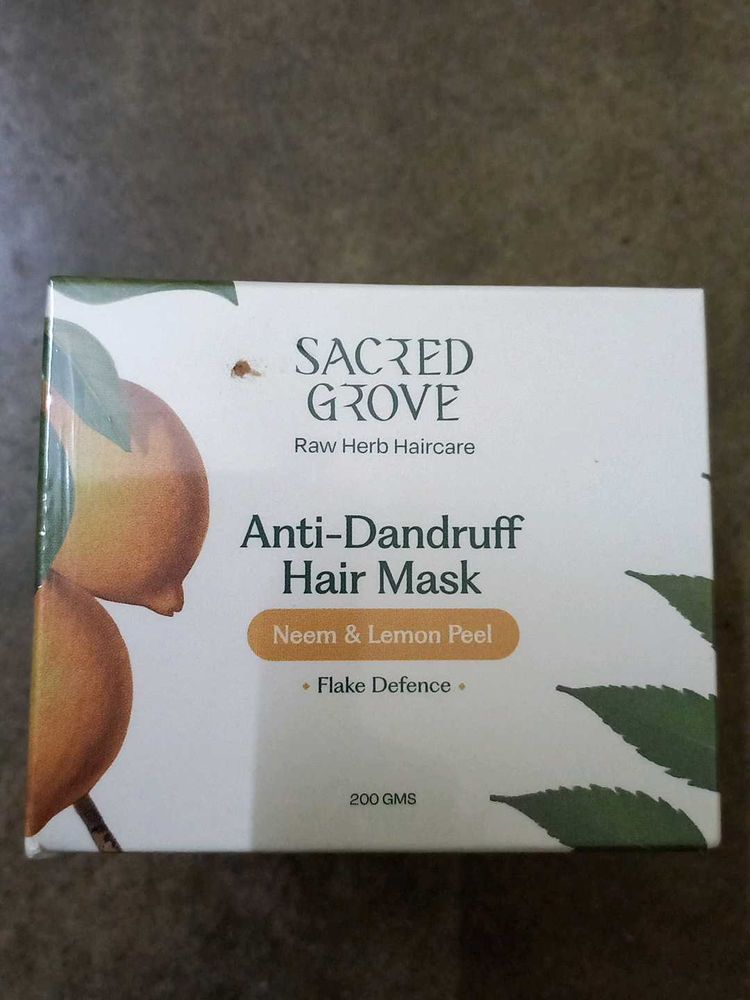 SACRED
GROVE
Raw Herb Haircare
Anti-Dandruff
Hair Mask
Neem & Lemon Peel
• Flake Defence •
200 GMS